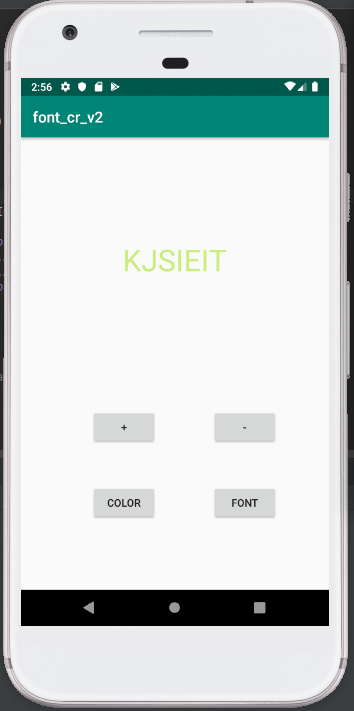 2:56
font_cr_v2
KJSIEIT
+ -
COLOR FONT